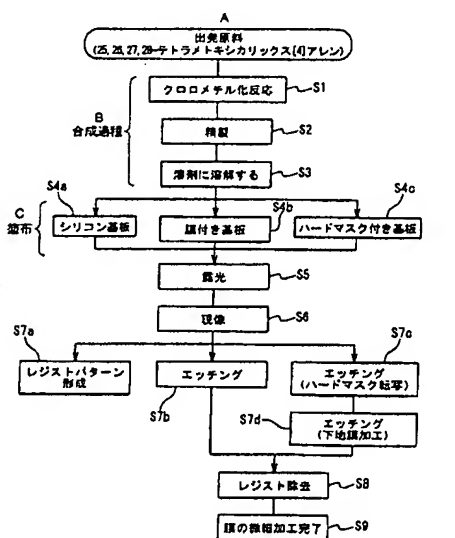 A
出発原料
(25,26,27,28-テトラメトキシカリックス[4]アレン)
クロロメチル化反応
S1
B
合成過程
精製
S2
溶剤に溶解する
S3
S4a
S4b
S4c
C
塗布
シリコン基板
膜付き基板
ハードマスク付き基板
露光
S5
現像
S6
S7a
S7c
レジストパターン
形成
エッチング
エッチング
(ハードマスク転写)
S7b
S7d
エッチング
(下地膜加工)
レジスト除去
S8
膜の微細加工完了
S9